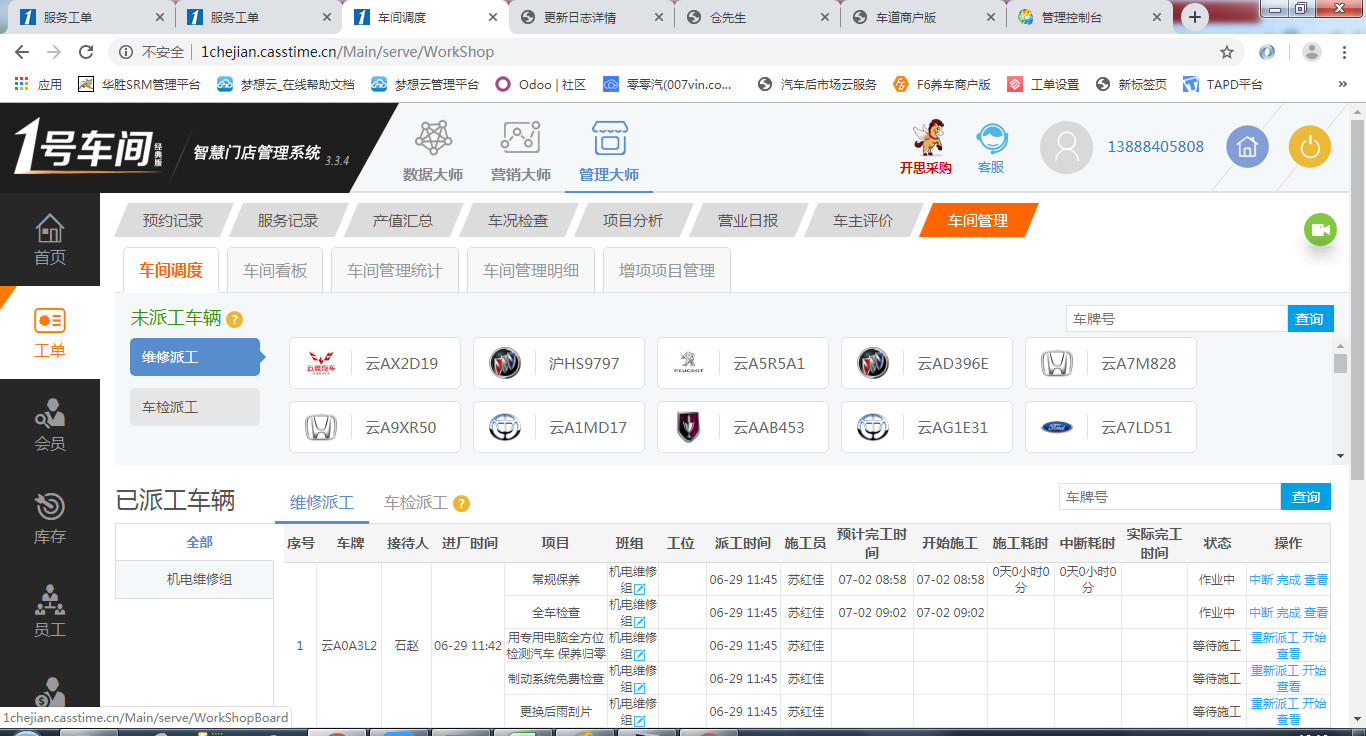 服务工单
服务工单
车间调度
更新日志详情
仓先生
车道商户版
管理控制台
不安全 1chejian.casstime.cn/Main/serve/WorkShop
应用 华胜SRM管理平台 梦想云_在线帮助文档 梦想云管理平台 Odoo | 社区 零零汽(007vin.co... 汽车后市场云服务 F6养车商户版 工单设置 新标签页 TAPD平台 »
1号车间 经典版 智慧门店管理系统 3.3.4
数据大师 营销大师 管理大师 开思采购 客服 13888405808
预约记录 服务记录 产值汇总 车况检查 项目分析 营业日报 车主评价 车间管理
车间调度 车间看板 车间管理统计 车间管理明细 增项项目管理
首页
工单
会员
库存
员工
未派工车辆 ? 车牌号 查询
维修派工
车检派工
五菱汽车 云AX2D19 沪HS9797 PEUGEOT 云A5R5A1 云AD396E 云A7M828
云A9XR50 云A1MD17 云AAB453 云AG1E31 Ford 云A7LD51
已派工车辆 维修派工 车检派工 ? 车牌号 查询
全部
机电维修组
序号 车牌 接待人 进厂时间 项目 班组 工位 派工时间 施工员 预计完工时间 开始施工 施工耗时 中断耗时 实际完工时间 状态 操作
1 云A0A3L2 石赵 06-29 11:42
常规保养 机电维修组 06-29 11:45 苏红佳 07-02 08:58 07-02 08:58 0天0小时0分 0天0小时0分 作业中 中断 完成 查看
全车检查 机电维修组 06-29 11:45 苏红佳 07-02 09:02 07-02 09:02 作业中 中断 完成 查看
用专用电脑全方位检测汽车 保养归零 机电维修组 06-29 11:45 苏红佳 等待施工 重新派工 开始 查看
制动系统免费检查 机电维修组 06-29 11:45 苏红佳 等待施工 重新派工 开始 查看
更换后雨刮片 机电维修组 06-29 11:45 苏红佳 等待施工 重新派工 开始 查看
1chejian.casstime.cn/Main/serve/WorkShopBoard